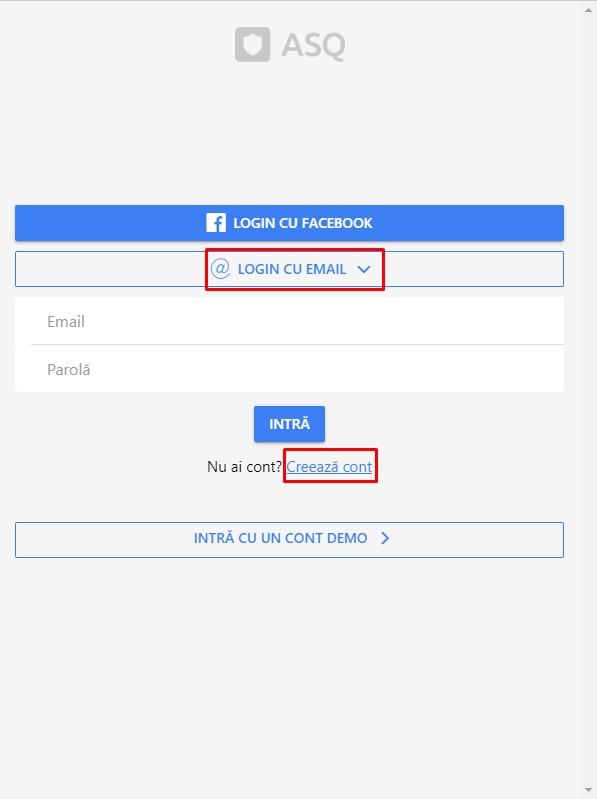 ASQ
LOGIN CU FACEBOOK
@ LOGIN CU EMAIL
Email
Parolă
INTRĂ
Nu ai cont? Creează cont
INTRĂ CU UN CONT DEMO